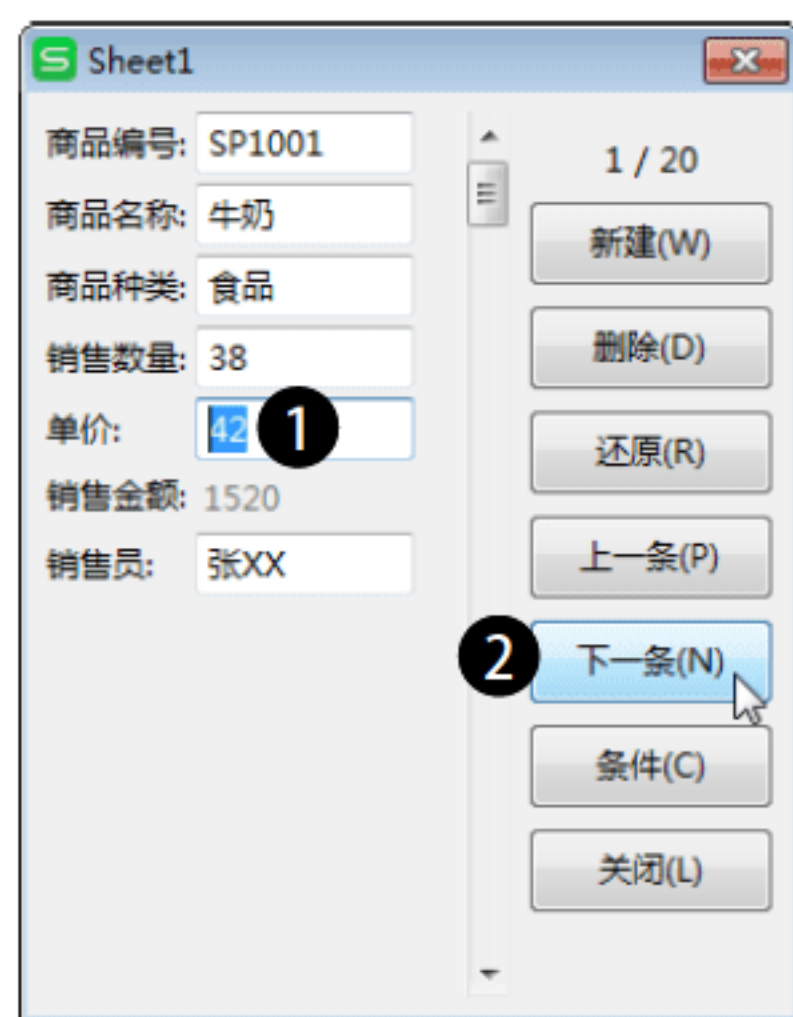 Sheet1
商品编号: SP1001
商品名称: 牛奶
商品种类: 食品
销售数量: 38
单价: 42 1
销售金额: 1520
销售员: 张XX
1 / 20
新建(W)
删除(D)
还原(R)
上一条(P)
2 下一条(N)
条件(C)
关闭(L)